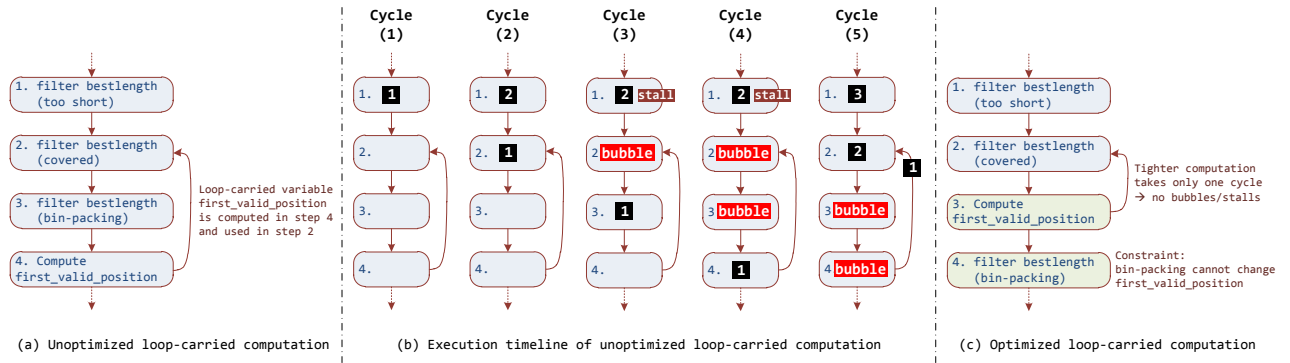 1. filter bestlength
(too short)
2. filter bestlength
(covered)
3. filter bestlength
(bin-packing)
4. Compute
first_valid_position
Loop-carried variable
first_valid_position
is computed in step 4
and used in step 2
(a) Unoptimized loop-carried computation
Cycle
(1)
1. 1
2.
3.
4.
Cycle
(2)
1. 2
2. 1
3.
4.
Cycle
(3)
1. 2 stall
2 bubble
3. 1
4.
Cycle
(4)
1. 2 stall
2 bubble
3 bubble
4. 1
Cycle
(5)
1. 3
2. 2
1
3 bubble
4 bubble
(b) Execution timeline of unoptimized loop-carried computation
1. filter bestlength
(too short)
2. filter bestlength
(covered)
3. Compute
first_valid_position
4. filter bestlength
(bin-packing)
Tighter computation
takes only one cycle
→ no bubbles/stalls
Constraint:
bin-packing cannot change
first_valid_position
(c) Optimized loop-carried computation